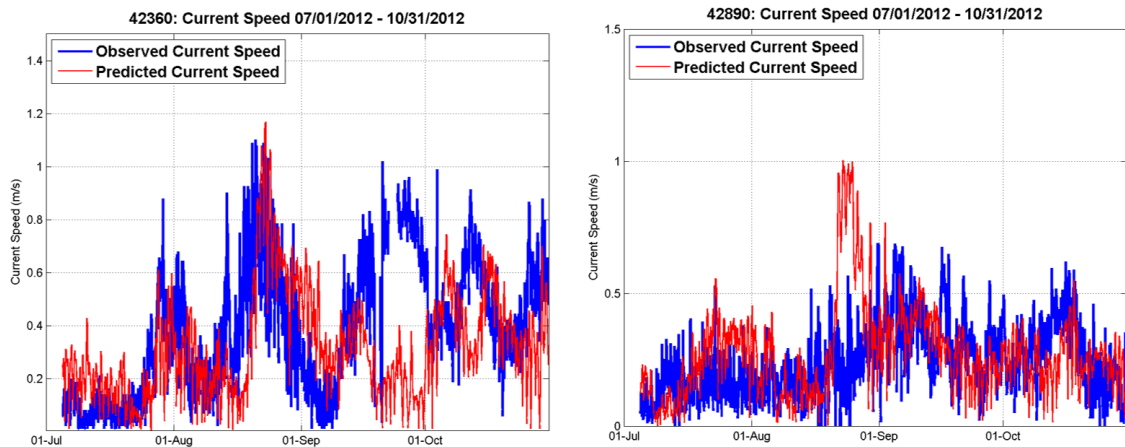 42360: Current Speed 07/01/2012 - 10/31/2012
Observed Current Speed
Predicted Current Speed
Current Speed (m/s)
1.4
1.2
1
0.8
0.6
0.4
0.2
01-Jul
01-Aug
01-Sep
01-Oct
42890: Current Speed 07/01/2012 - 10/31/2012
Observed Current Speed
Predicted Current Speed
Current Speed (m/s)
1.5
1
0.5
0
01-Jul
01-Aug
01-Sep
01-Oct